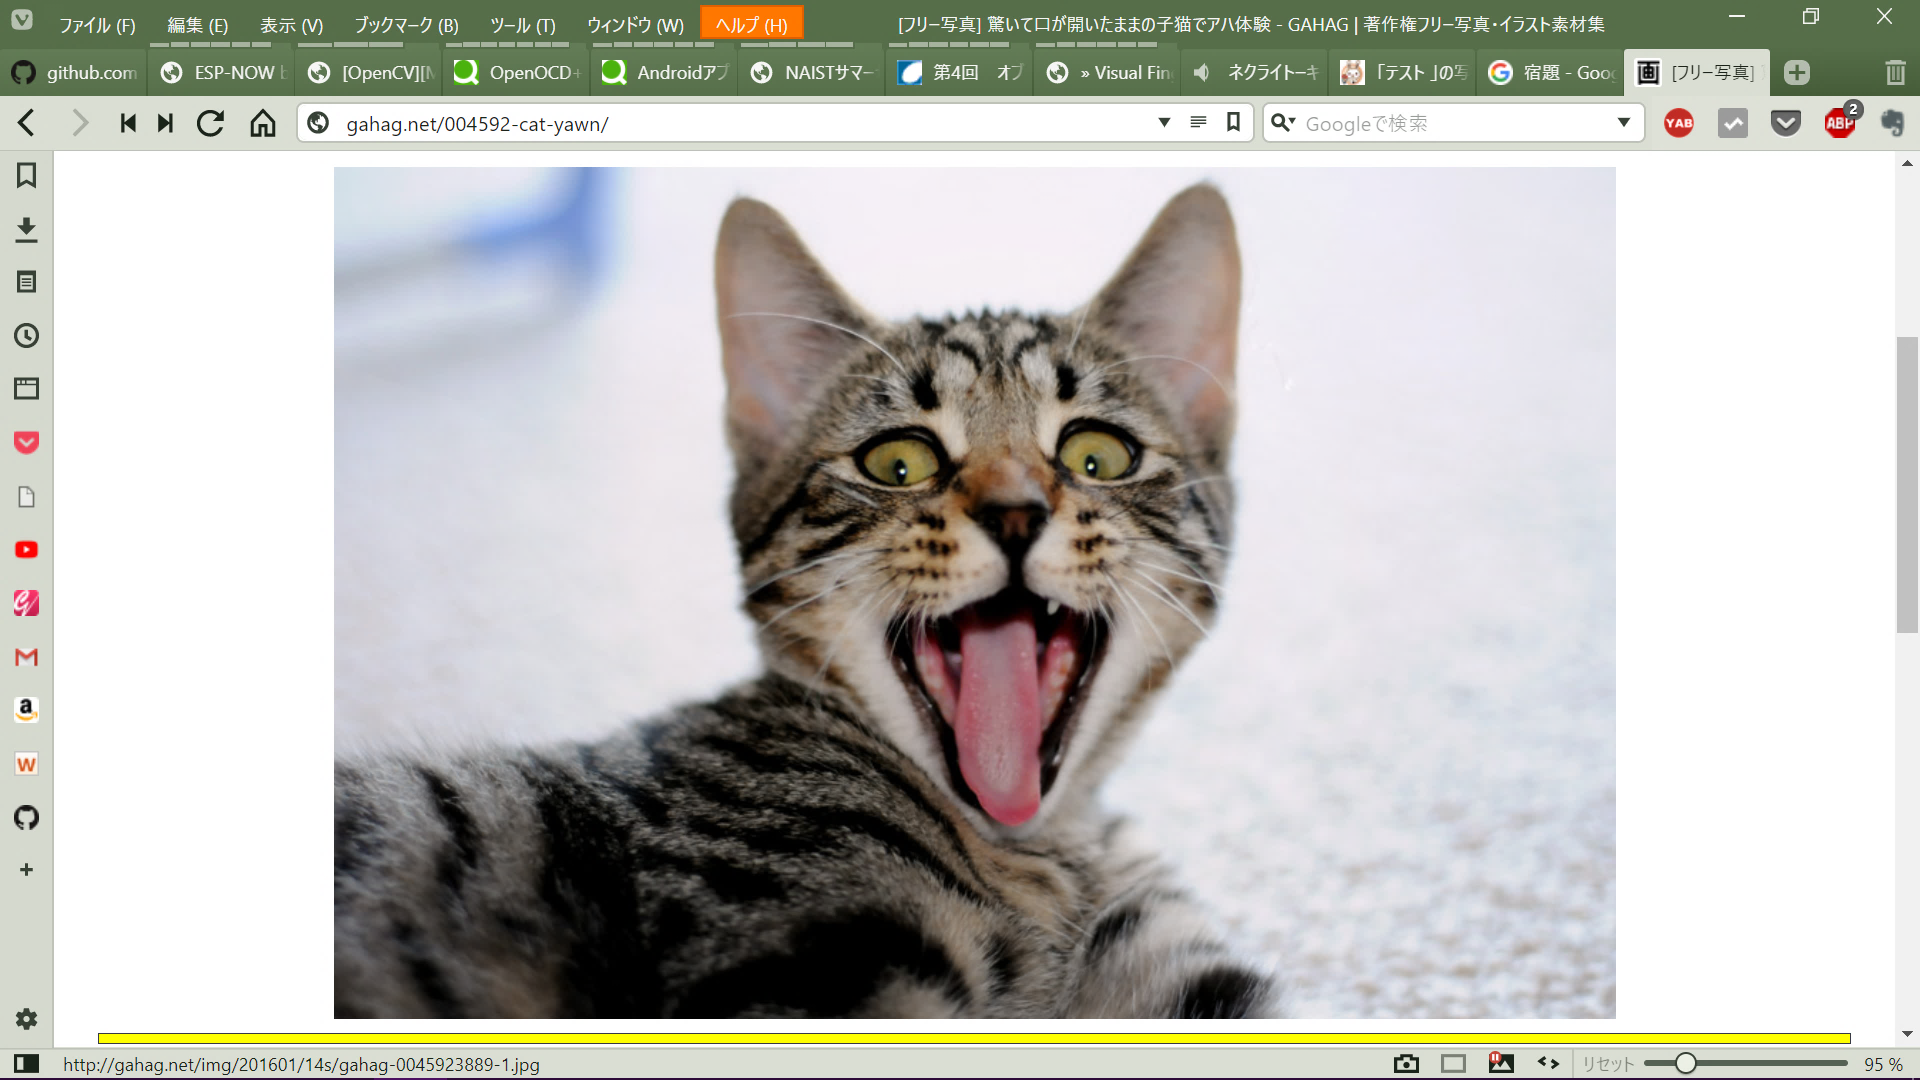 ファイル (F) 編集 (E) 表示 (V) ブックマーク (B) ツール (T) ウィンドウ (W) ヘルプ (H) [フリー写真] 驚いて口が開いたままの子猫でアハ体験 - GAHAG | 著作権フリー写真・イラスト素材集
github.com ESP-NOW [OpenCV] OpenOCD+ Androidアプ NAISTサマー 第4回 オブ » Visual Fin ネクライトーキ 「テスト 」の写 宿題 - Goog [フリー写真]
gahag.net/004592-cat-yawn/ Googleで検索 YAB ABP 2
http://gahag.net/img/201601/14s/gahag-0045923889-1.jpg リセット 95 %